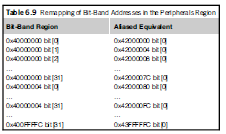 Table 6.9 Remapping of Bit-Band Addresses in the Peripherals Region
Bit-Band Region Aliased Equivalent
0x40000000 bit[0] 0x42000000 bit[0]
0x40000000 bit[1] 0x42000004 bit[0]
0x40000000 bit[2] 0x42000008 bit[0]
... ...
0x40000000 bit[31] 0x4200007C bit[0]
0x40000004 bit[0] 0x42000080 bit[0]
... ...
0x40000004 bit[31] 0x420000FC bit[0]
... ...
0x400FFFFC bit[31] 0x43FFFFFC bit[0]